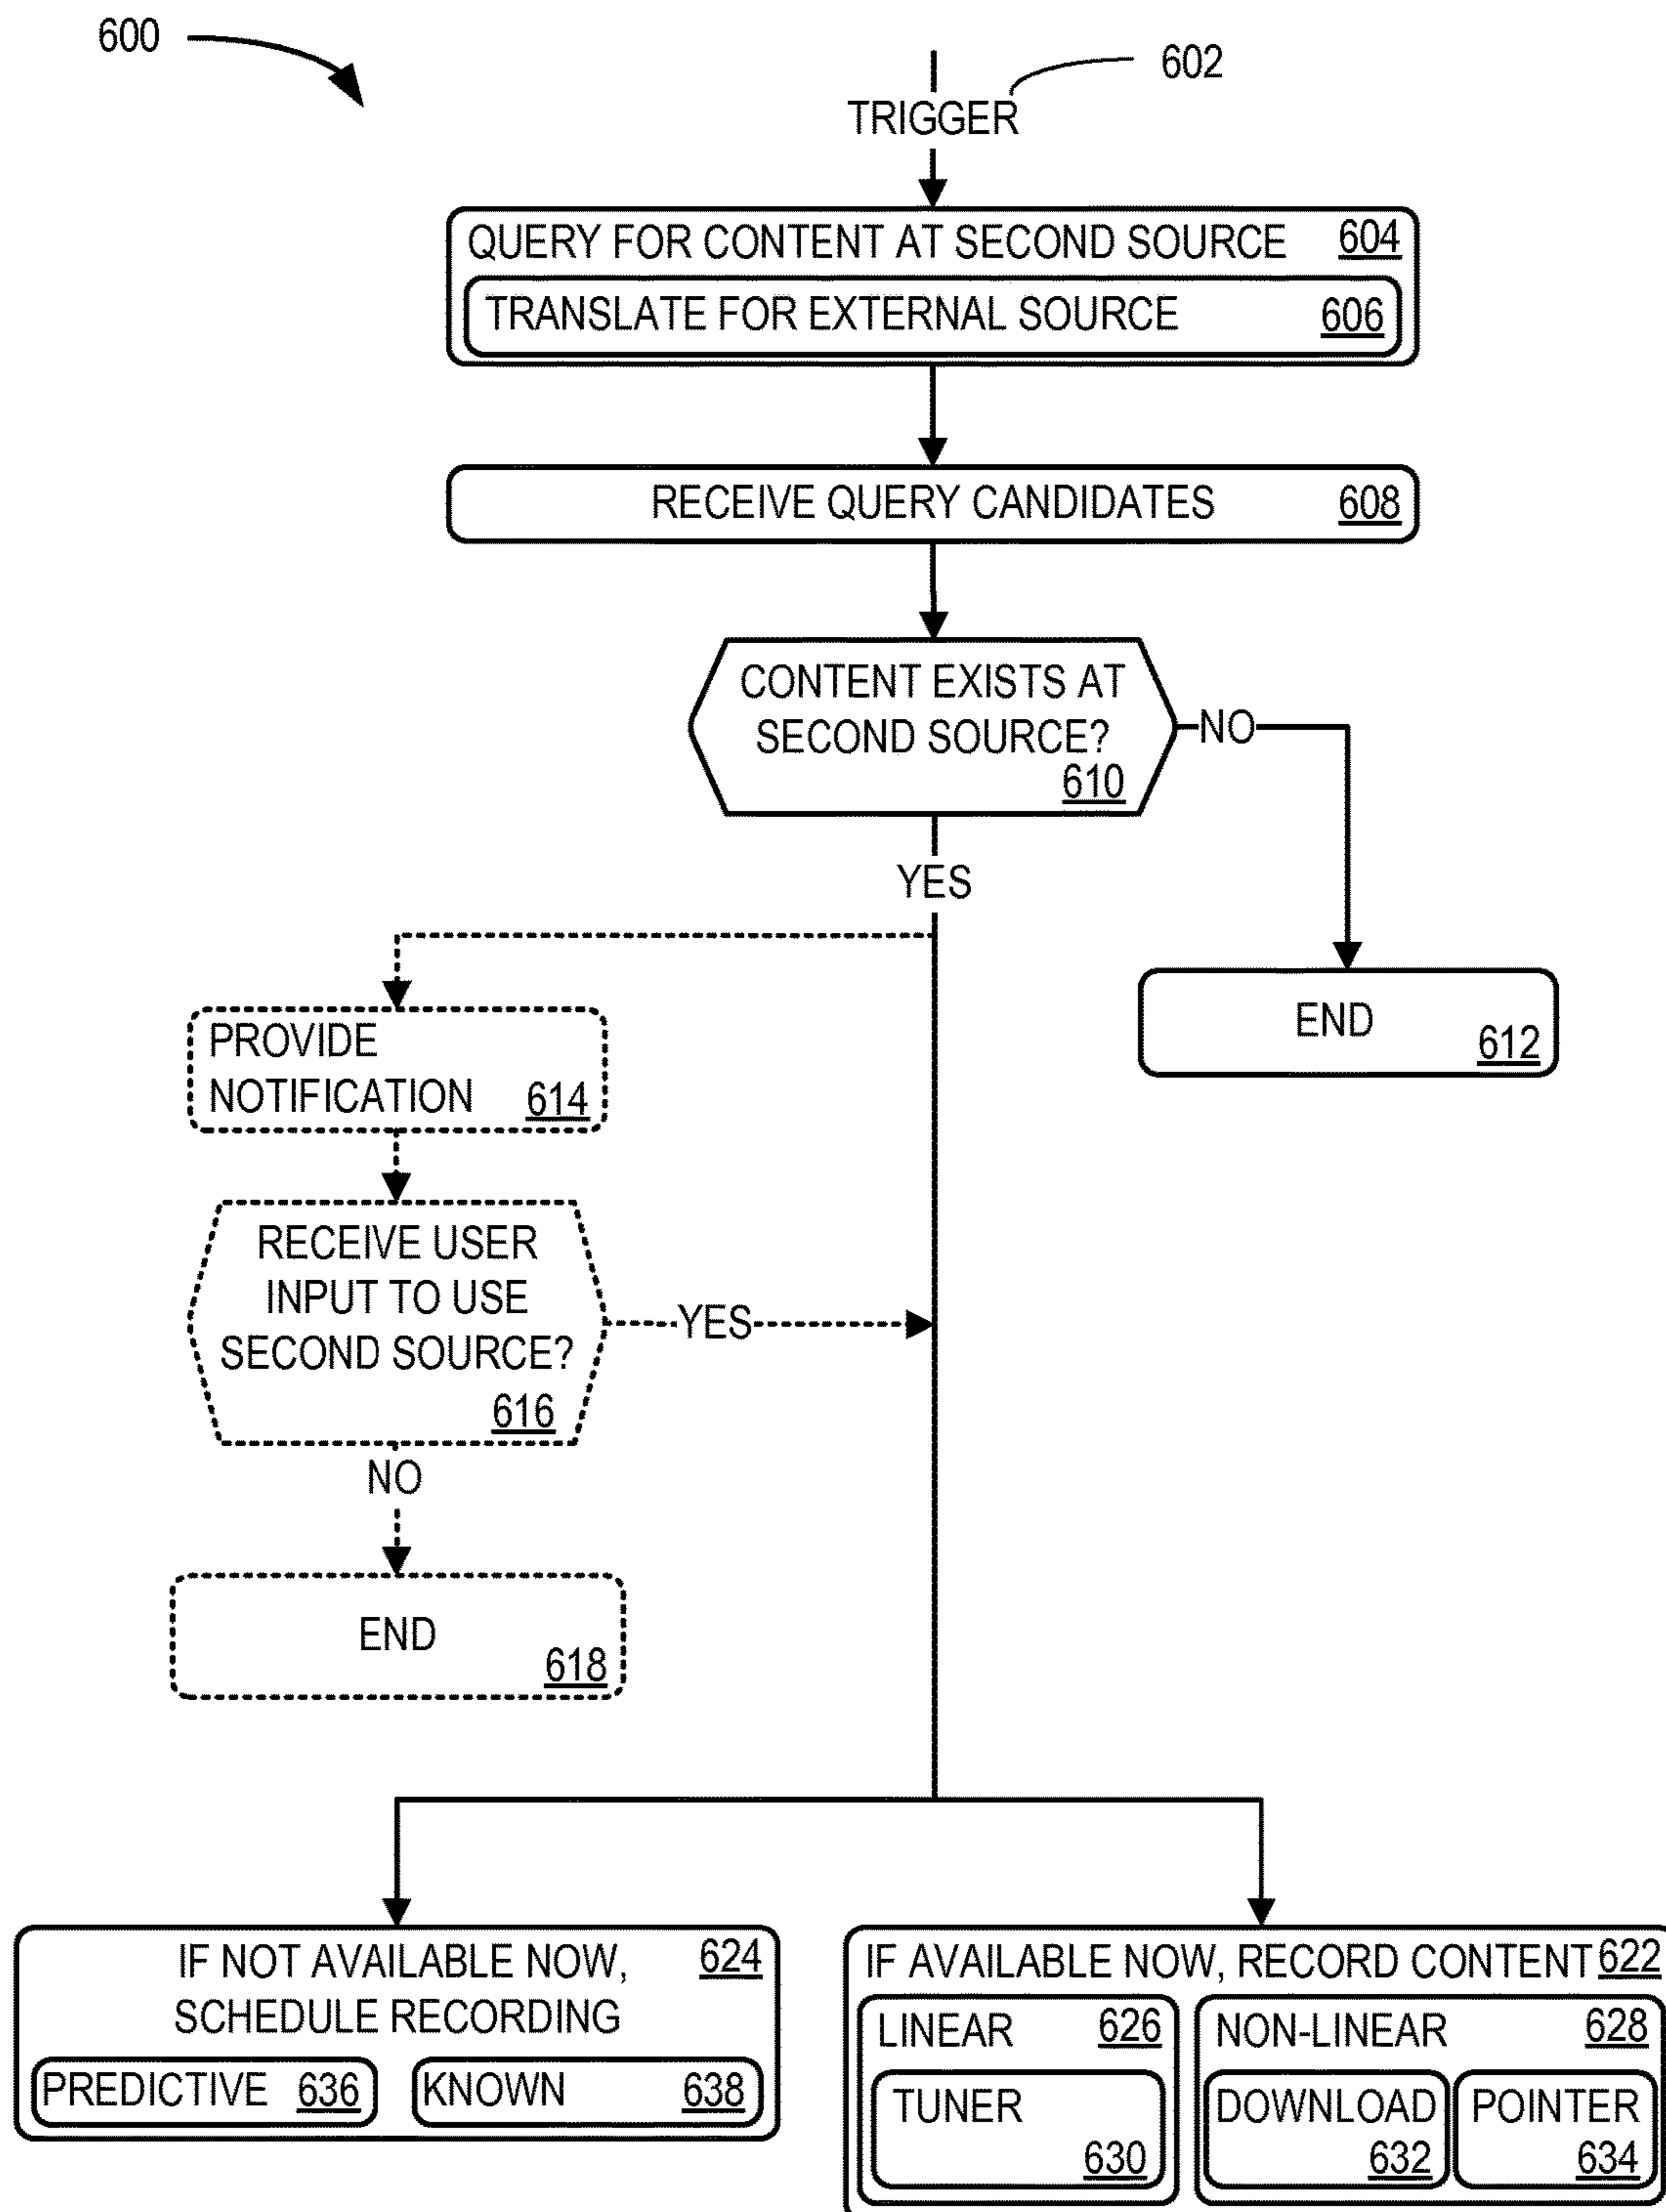 600
602
TRIGGER
QUERY FOR CONTENT AT SECOND SOURCE 604
TRANSLATE FOR EXTERNAL SOURCE 606
RECEIVE QUERY CANDIDATES 608
CONTENT EXISTS AT
SECOND SOURCE?
610
NO
YES
END
612
PROVIDE
NOTIFICATION 614
RECEIVE USER
INPUT TO USE
SECOND SOURCE?
616
YES
NO
END
618
IF NOT AVAILABLE NOW, 624
SCHEDULE RECORDING
PREDICTIVE 636
KNOWN 638
IF AVAILABLE NOW, RECORD CONTENT 622
LINEAR 626
TUNER
630
NON-LINEAR 628
DOWNLOAD
632
POINTER
634